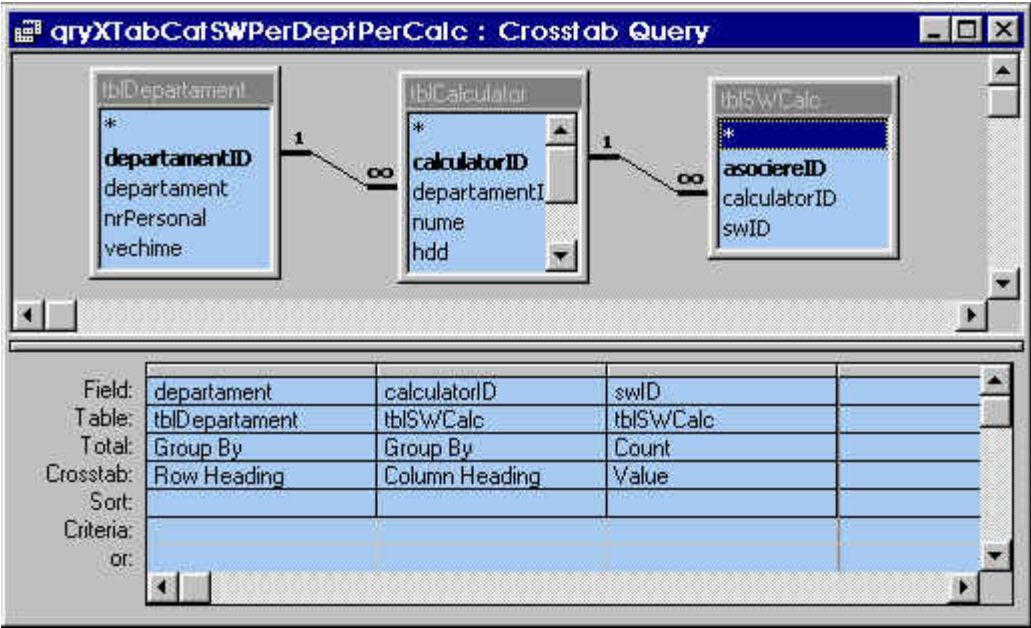 qryXTabCatSWPerDeptPerCalc : Crosstab Query
tblDepartament
*
departamentID
departament
nrPersonal
vechime
1
∞
tblCalculator
*
calculatorID
departamentI
nume
hdd
1
∞
tblSWCalc
*
asociereID
calculatorID
swID
Field: departament calculatorID swID
Table: tblDepartament tblSWCalc tblSWCalc
Total: Group By Group By Count
Crosstab: Row Heading Column Heading Value
Sort:
Criteria:
or: